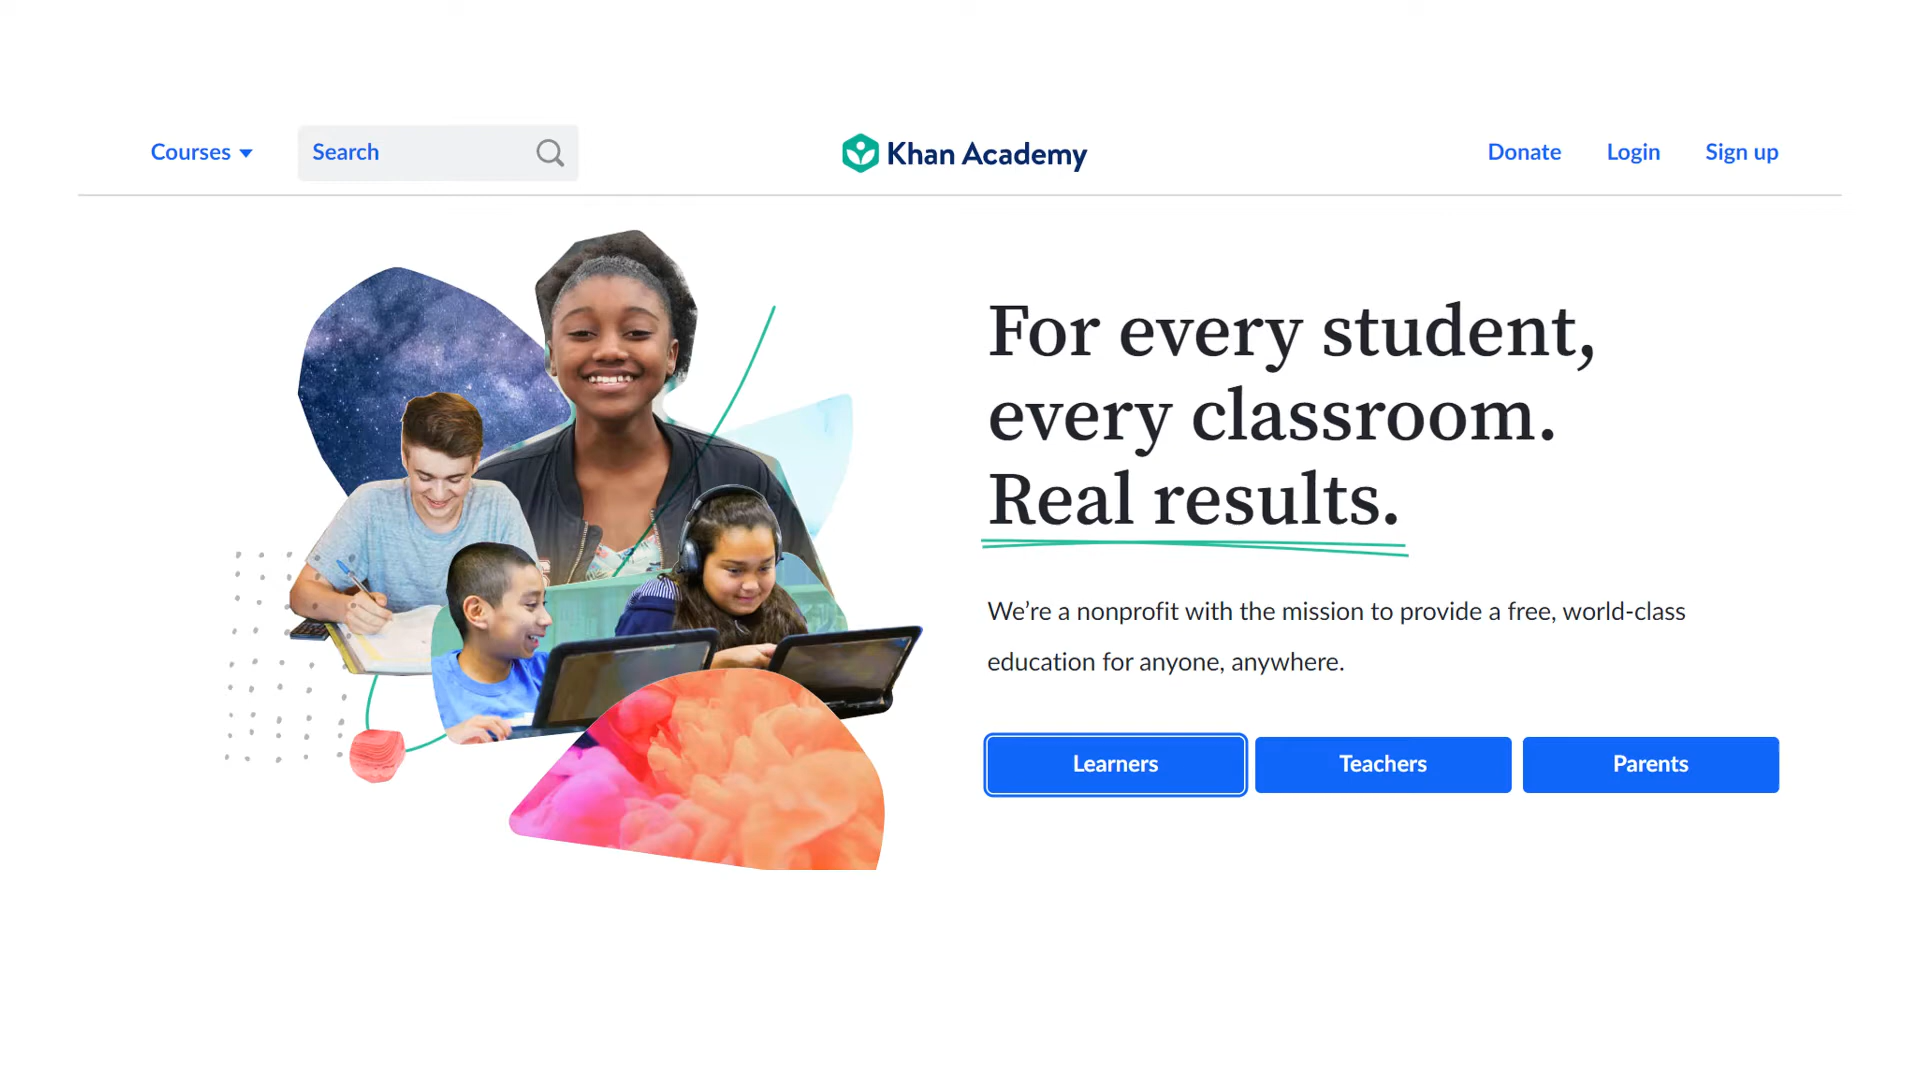 Courses
Search
Khan Academy
Donate
Login
Sign up
For every student,
every classroom.
Real results.
We’re a nonprofit with the mission to provide a free, world-class
education for anyone, anywhere.
Learners
Teachers
Parents